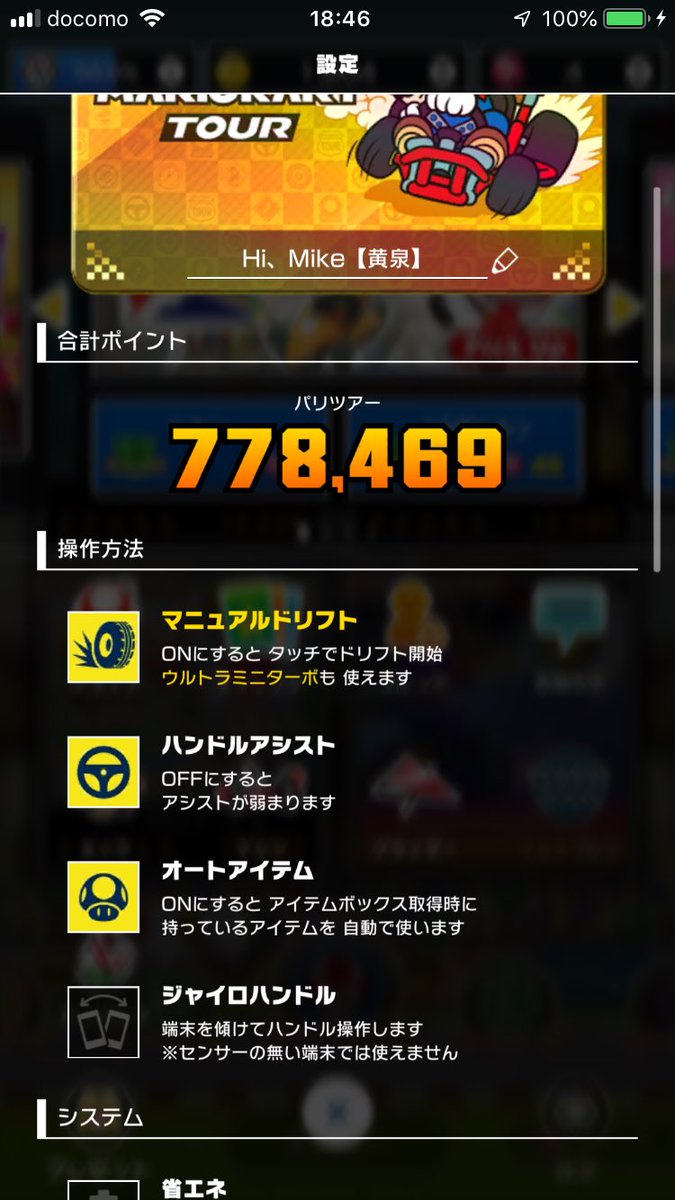 docomo 18:46 100%
設定
MARIOKART
TOUR
Hi、Mike【黄泉】
合計ポイント
パリツアー
778,469
操作方法
マニュアルドリフト
ONにすると タッチでドリフト開始
ウルトラミニターボも 使えます
ハンドルアシスト
OFFにすると
アシストが弱まります
オートアイテム
ONにすると アイテムボックス取得時に
持っているアイテムを 自動で使います
ジャイロハンドル
端末を傾けてハンドル操作します
※センサーの無い端末では使えません
システム
省エネ